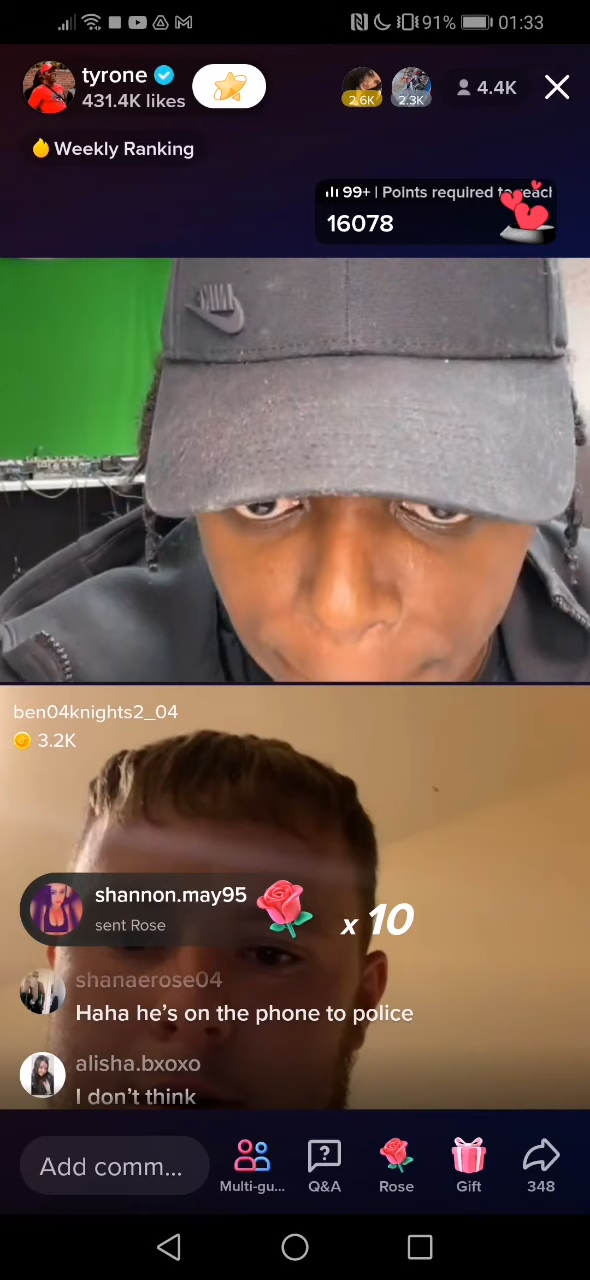 91% 01:33
tyrone
431.4K likes
2.6K
2.3K
4.4K
Weekly Ranking
99+ | Points required to reach
16078
ben04knights2_04
3.2K
shannon.may95
sent Rose
x 10
shanaerose04
Haha he's on the phone to police
alisha.bxoxo
I don't think
Add comm...
Multi-gu...
Q&A
Rose
Gift
348